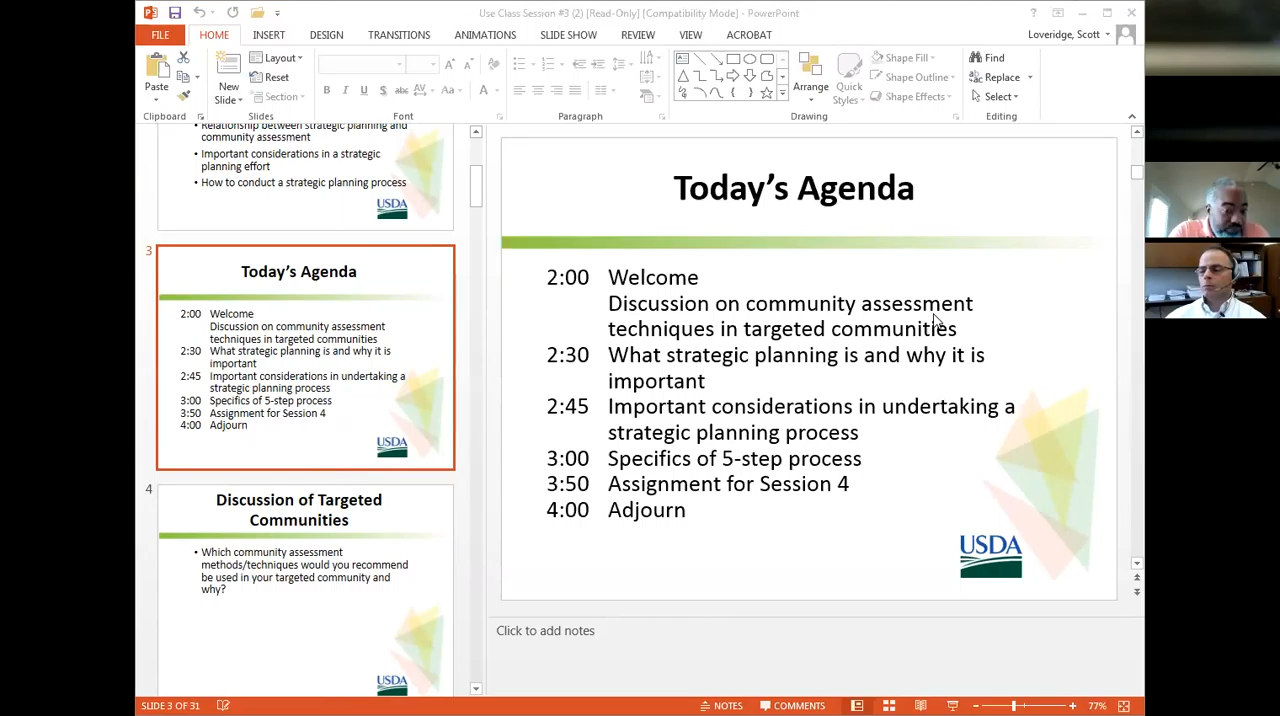 Use Class Session #3 (2) [Read-Only] [Compatibility Mode] - PowerPoint
FILE HOME INSERT DESIGN TRANSITIONS ANIMATIONS SLIDE SHOW REVIEW VIEW ACROBAT Loveridge, Scott
Paste
Clipboard
New
Slide
Layout
Reset
Section
Slides
Font
Paragraph
Arrange
Quick
Styles
Shape Fill
Shape Outline
Shape Effects
Drawing
Find
Replace
Select
Editing
• Relationship between strategic planning and
community assessment
• Important considerations in a strategic
planning effort
• How to conduct a strategic planning process
USDA
3
Today's Agenda
2:00 Welcome
Discussion on community assessment
techniques in targeted communities
2:30 What strategic planning is and why it is
important
2:45 Important considerations in undertaking a
strategic planning process
3:00 Specifics of 5-step process
3:50 Assignment for Session 4
4:00 Adjourn
USDA
4
Discussion of Targeted
Communities
• Which community assessment
methods/techniques would you recommend
be used in your targeted community and
why?
USDA
Today's Agenda
2:00 Welcome
Discussion on community assessment
techniques in targeted communities
2:30 What strategic planning is and why it is
important
2:45 Important considerations in undertaking a
strategic planning process
3:00 Specifics of 5-step process
3:50 Assignment for Session 4
4:00 Adjourn
USDA
Click to add notes
SLIDE 3 OF 31 NOTES COMMENTS 77%